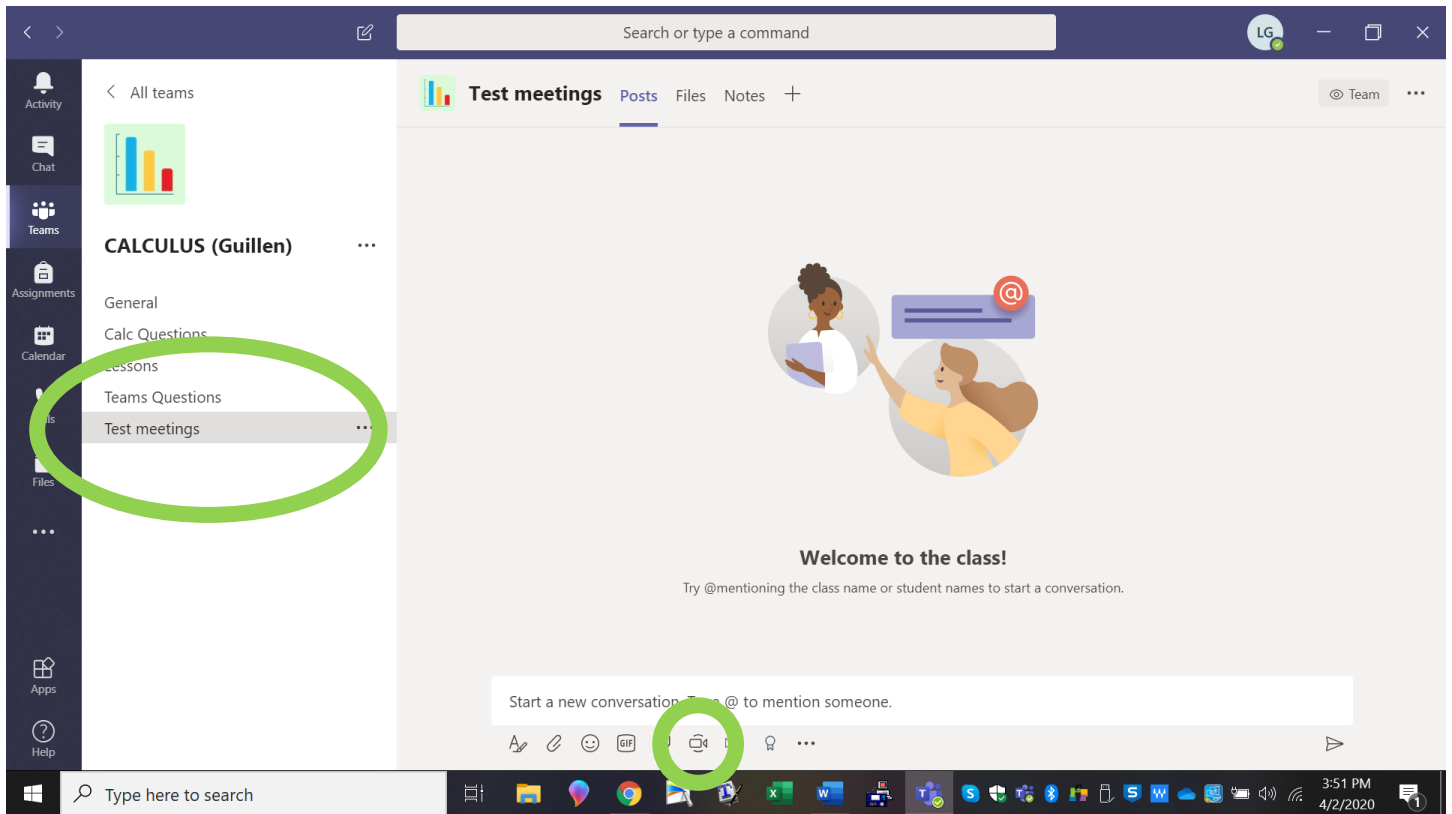 Search or type a command
LG
Activity
Chat
Teams
Assignments
Calendar
Files
Apps
Help
All teams
CALCULUS (Guillen)
General
Calc Questions
Lessons
Teams Questions
Test meetings
Test meetings Posts Files Notes
Team
@
Welcome to the class!
Try @mentioning the class name or student names to start a conversation.
Start a new conversation. @ to mention someone.
GIF
Type here to search
3:51 PM
4/2/2020
1